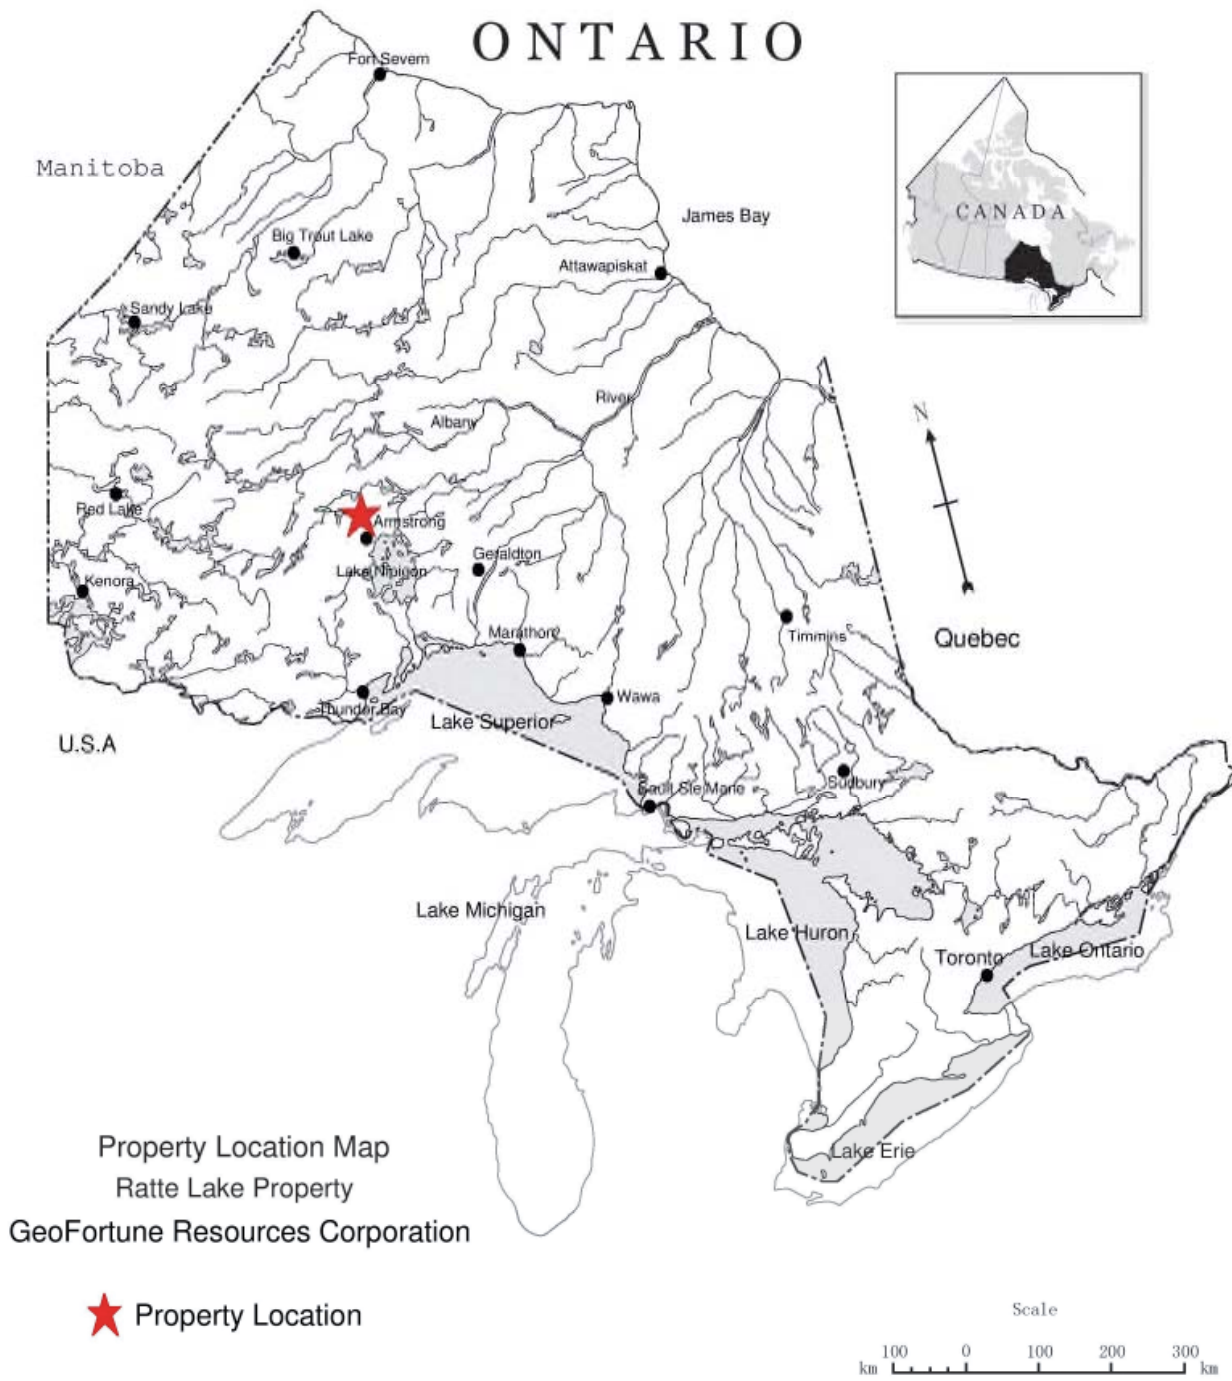 ONTARIO
Fort Severn
Manitoba
CANADA
James Bay
Big Trout Lake
Attawapiskat
Sandy Lake
River
Albany
N
Red Lake
Armstrong
Geraldton
Lake Nipigon
Kenora
Marathon
Timmins
Quebec
Wawa
Thunder Bay
Lake Superior
U.S.A
Sault Ste Marie
Sudbury
Lake Michigan
Lake Huron
Toronto
Lake Ontario
Lake Erie
Property Location Map
Ratte Lake Property
GeoFortune Resources Corporation
Property Location
Scale
100 0 100 200 300
km km